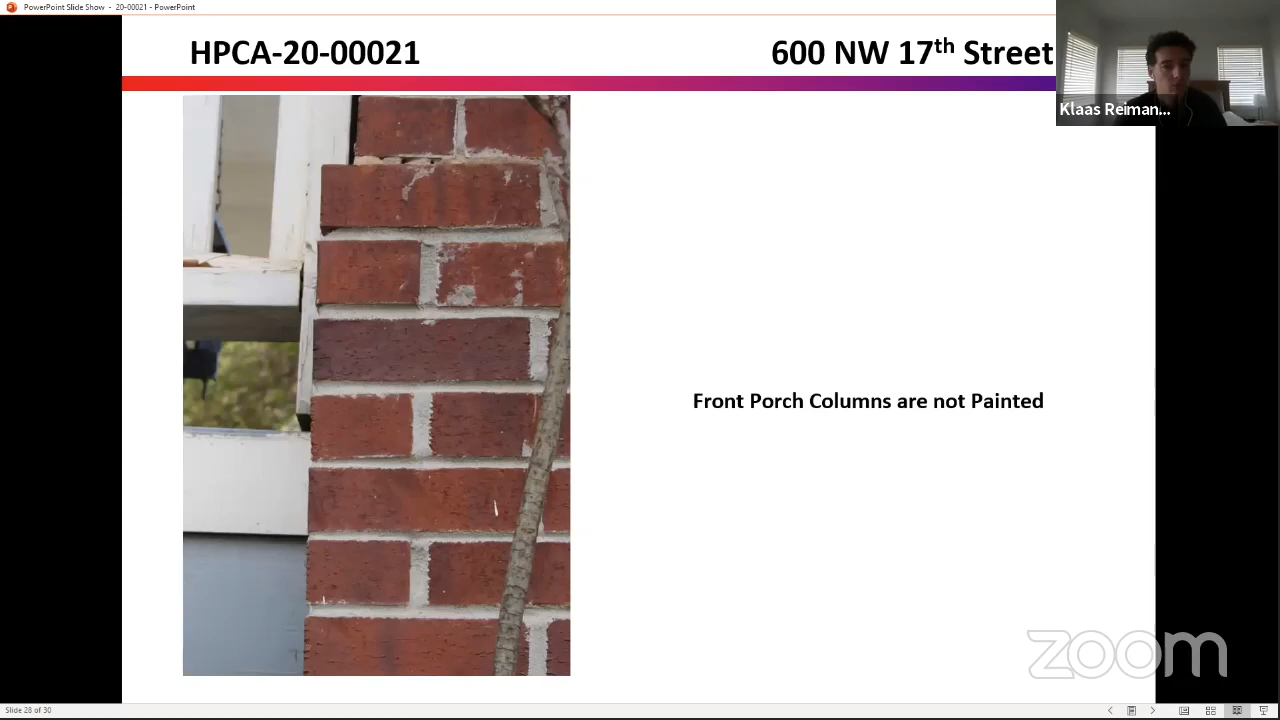 PowerPoint Slide Show - 20-00021 - PowerPoint
HPCA-20-00021
600 NW 17th Street
Klaas Reiman...
Front Porch Columns are not Painted
zoom
Slide 28 of 30